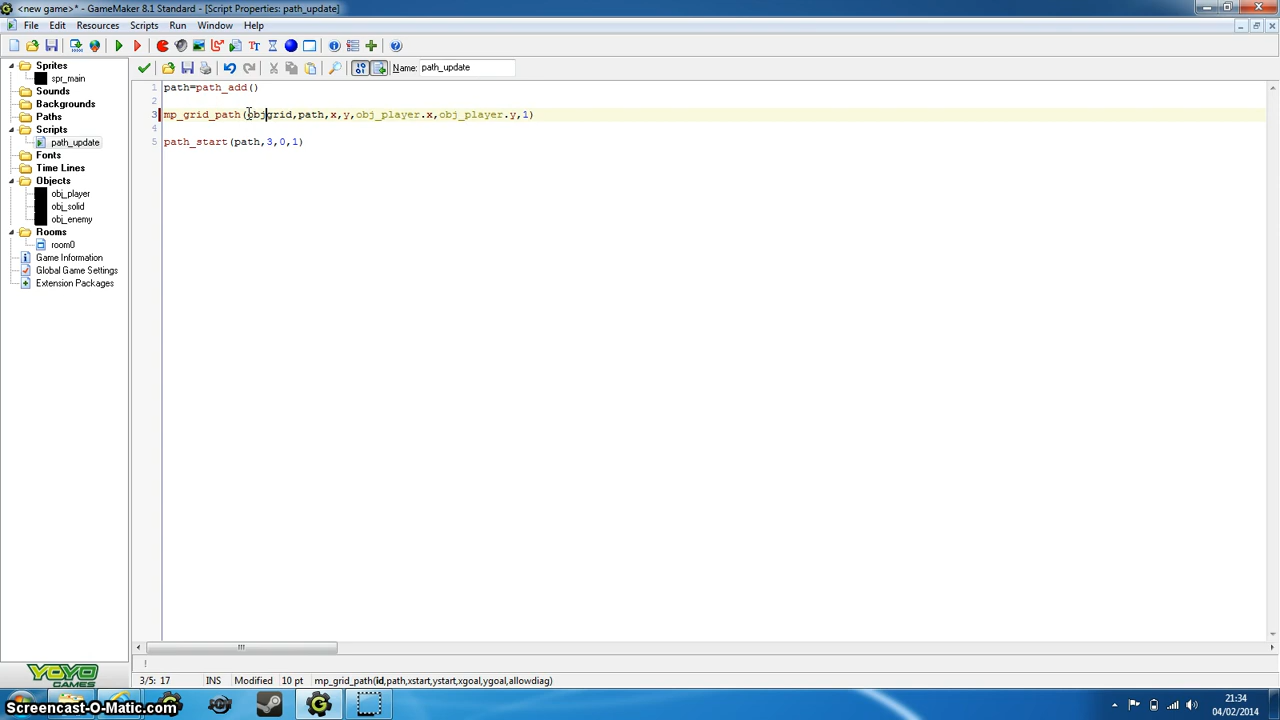 <new game>* - GameMaker 8.1 Standard - [Script Properties: path_update]
File Edit Resources Scripts Run Window Help
Name: path_update
Sprites
spr_main
Sounds
Backgrounds
Paths
Scripts
path_update
Fonts
Time Lines
Objects
obj_player
obj_solid
obj_enemy
Rooms
room0
Game Information
Global Game Settings
Extension Packages
1 path=path_add()
2
3 mp_grid_path(objgrid,path,x,y,obj_player.x,obj_player.y,1)
4
5 path_start(path,3,0,1)
YOYO
GAMES
!
3/5: 17 INS Modified 10 pt mp_grid_path(id,path,xstart,ystart,xgoal,ygoal,allowdiag)
Screencast-O-Matic.com
21:34
04/02/2014